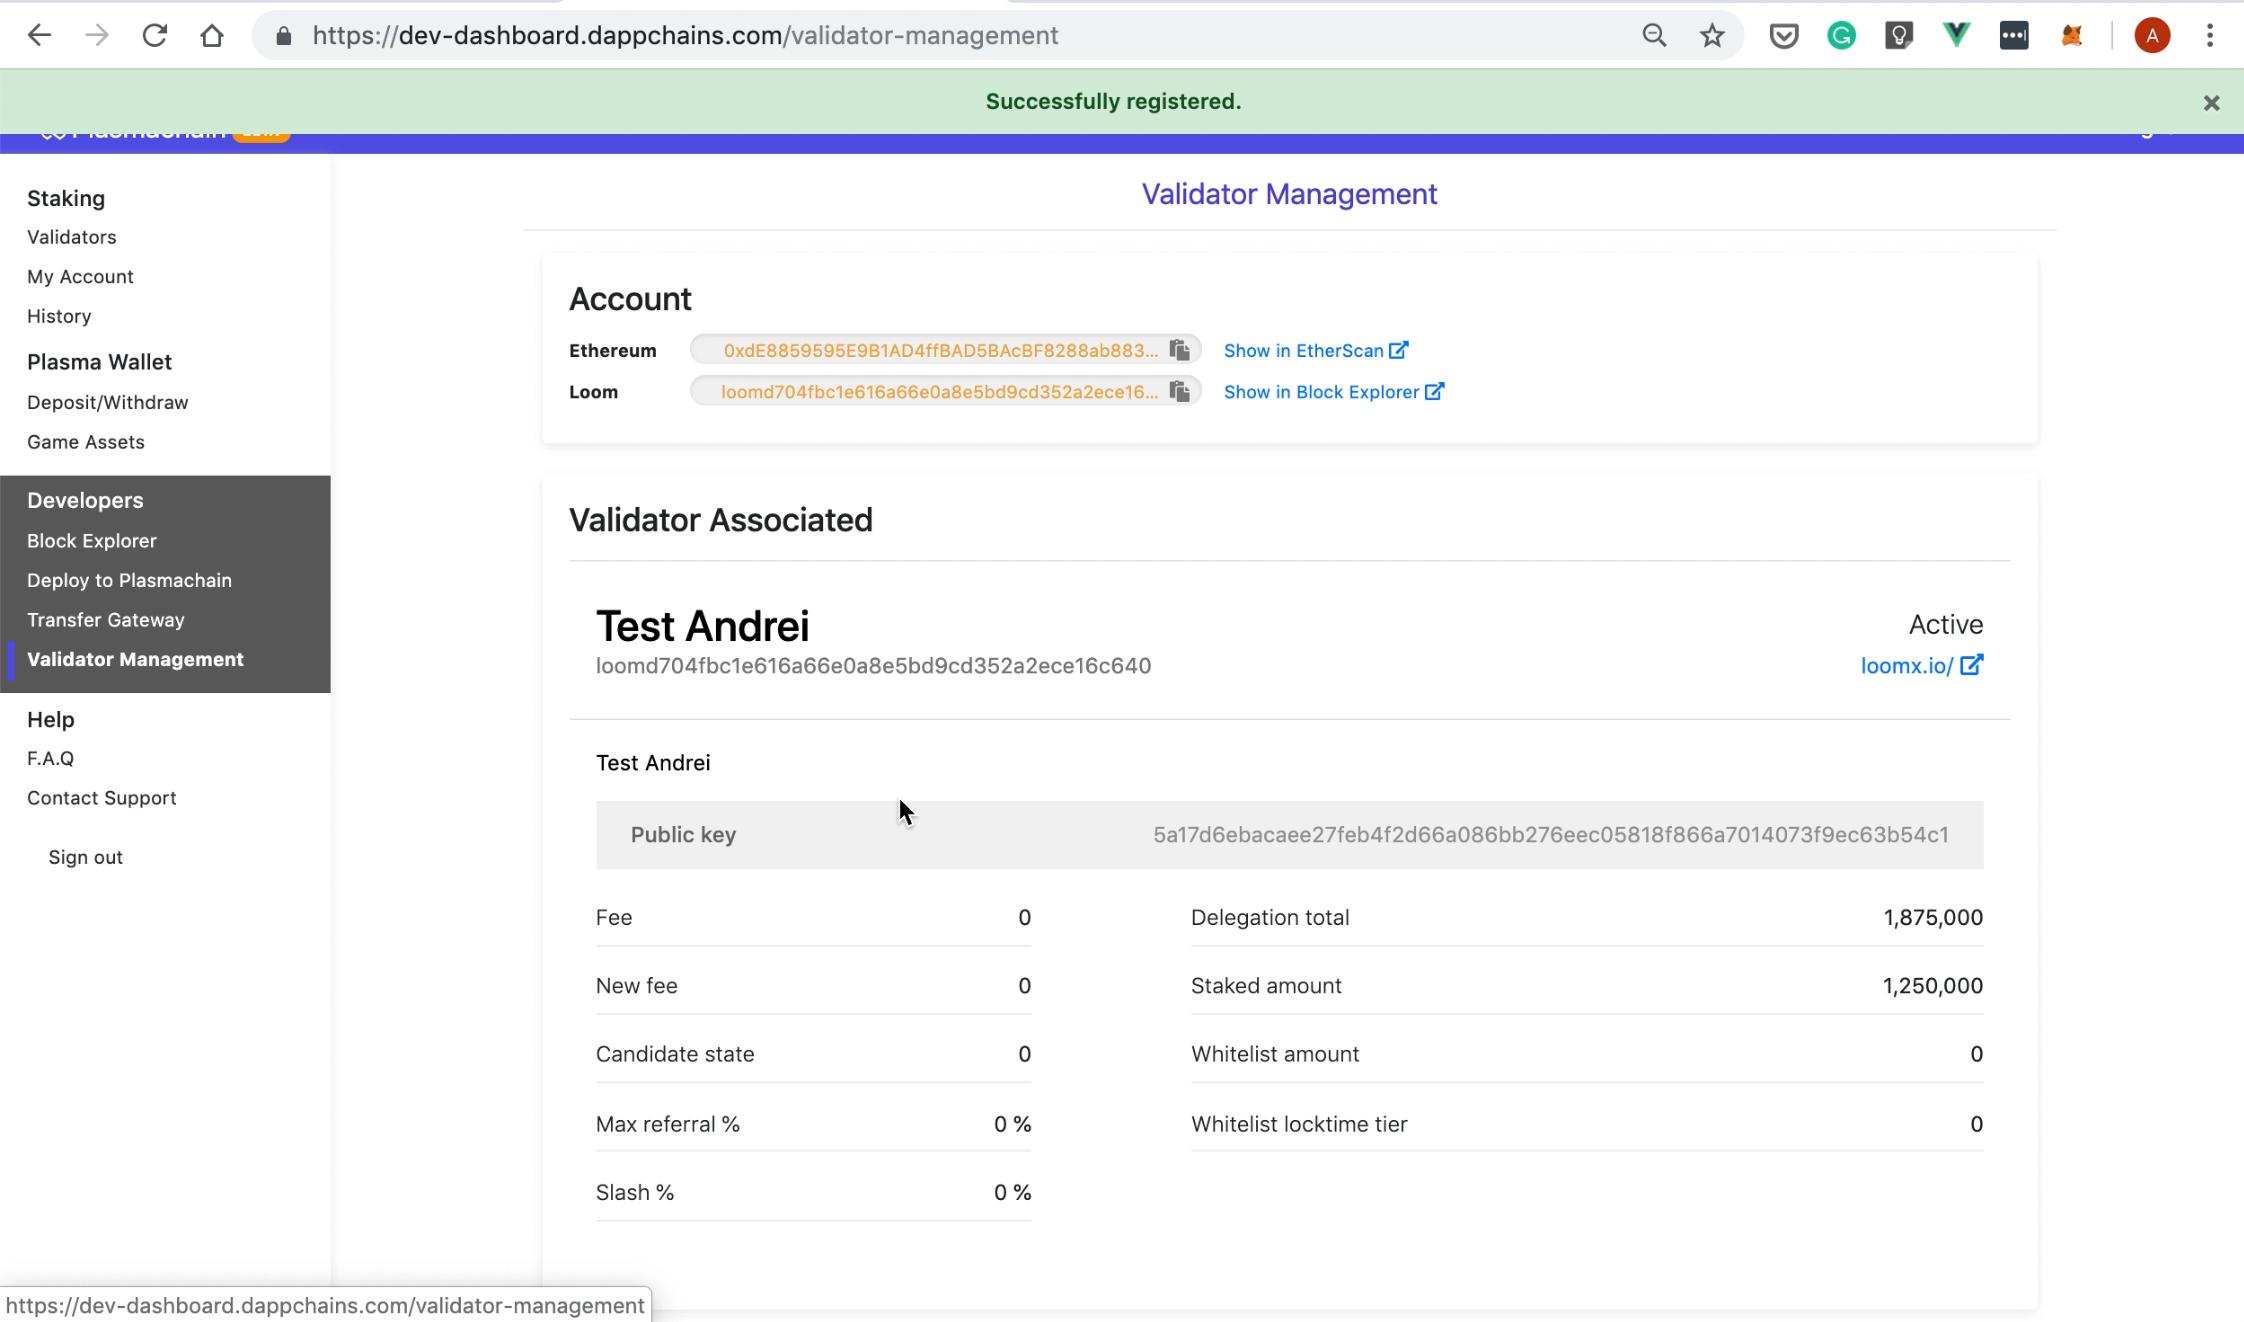 https://dev-dashboard.dappchains.com/validator-management
A
Successfully registered.
Staking
Validators
My Account
History
Plasma Wallet
Deposit/Withdraw
Game Assets
Developers
Block Explorer
Deploy to Plasmachain
Transfer Gateway
Validator Management
Help
F.A.Q
Contact Support
Sign out
Validator Management
Account
Ethereum 0xdE8859595E9B1AD4ffBAD5BAcBF8288ab883... Show in EtherScan
Loom loomd704fbc1e616a66e0a8e5bd9cd352a2ece16... Show in Block Explorer
Validator Associated
Test Andrei Active
loomd704fbc1e616a66e0a8e5bd9cd352a2ece16c640 loomx.io/
Test Andrei
Public key 5a17d6ebacaee27feb4f2d66a086bb276eec05818f866a7014073f9ec63b54c1
Fee 0 Delegation total 1,875,000
New fee 0 Staked amount 1,250,000
Candidate state 0 Whitelist amount 0
Max referral % 0 % Whitelist locktime tier 0
Slash % 0 %
https://dev-dashboard.dappchains.com/validator-management